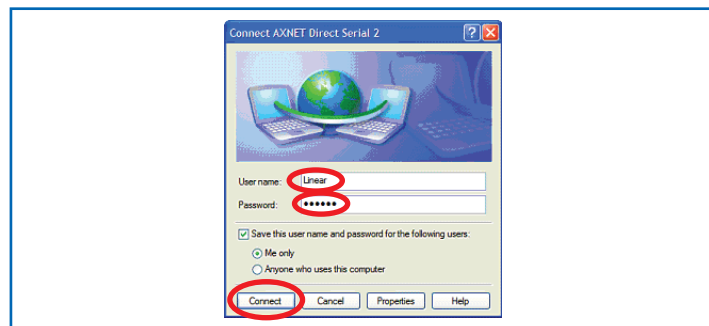 Connect AXNET Direct Serial 2
User name: Linear
Password: ●●●●●●
Save this user name and password for the following users:
Me only
Anyone who uses this computer
Connect Cancel Properties Help